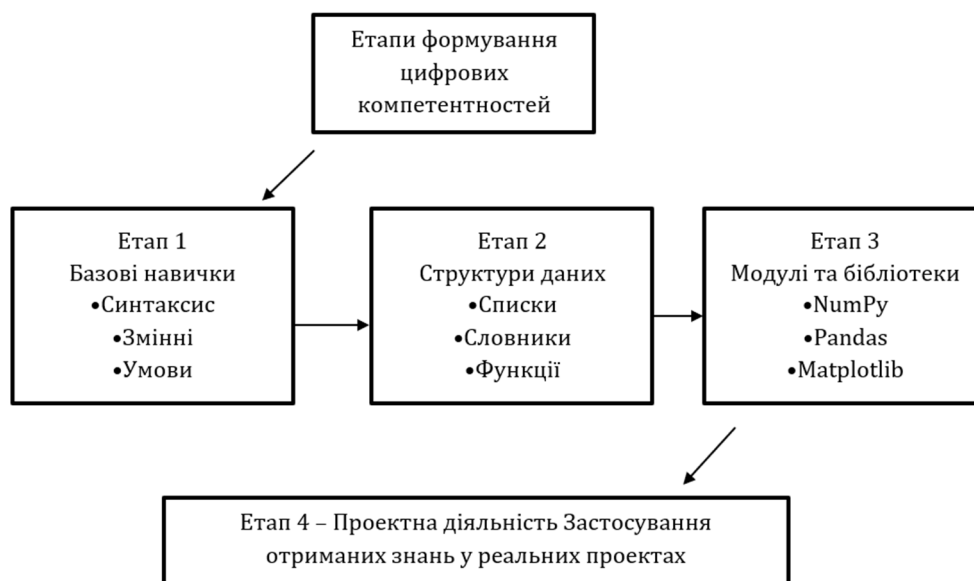 Етапи формування
цифрових
компетентностей
Етап 1
Базові навички
•Синтаксис
•Змінні
•Умови
Етап 2
Структури даних
•Списки
•Словники
•Функції
Етап 3
Модулі та бібліотеки
•NumPy
•Pandas
•Matplotlib
Етап 4 – Проектна діяльність Застосування
отриманих знань у реальних проектах